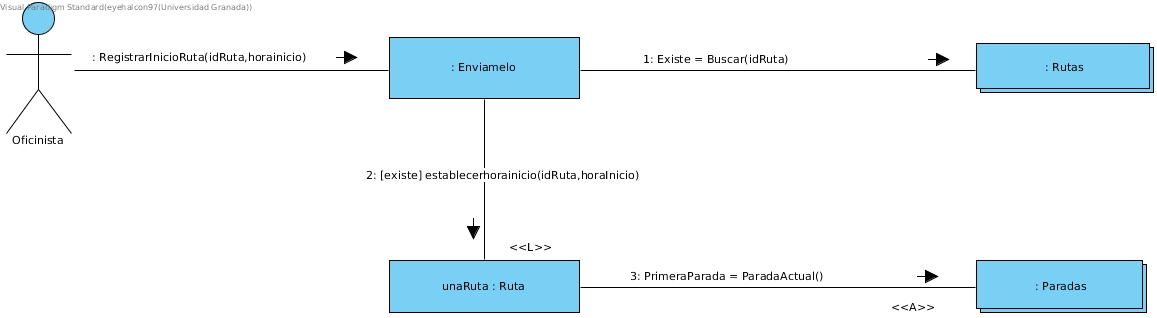 Visual Paradigm Standard(eyehalcon97(Universidad Granada))
: RegistrarInicioRuta(idRuta,horainicio)
: Enviamelo
1: Existe = Buscar(idRuta)
: Rutas
Oficinista
2: [existe] establecerhorainicio(idRuta,horaInicio)
<<L>>
unaRuta : Ruta
3: PrimeraParada = ParadaActual()
: Paradas
<<A>>